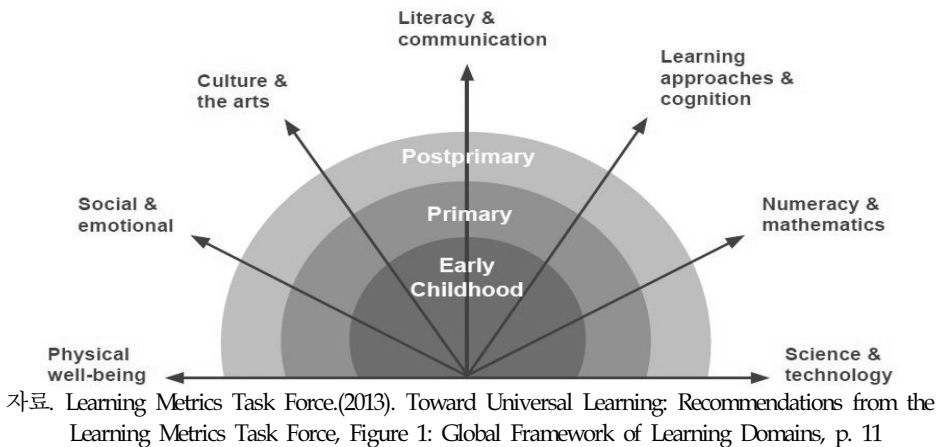 Literacy &
communication
Learning
approaches &
cognition
Culture &
the arts
Postprimary
Social &
emotional
Primary
Numeracy &
mathematics
Early
Childhood
Physical
well-being
Science &
technology
자료. Learning Metrics Task Force.(2013). Toward Universal Learning: Recommendations from the
Learning Metrics Task Force, Figure 1: Global Framework of Learning Domains, p. 11